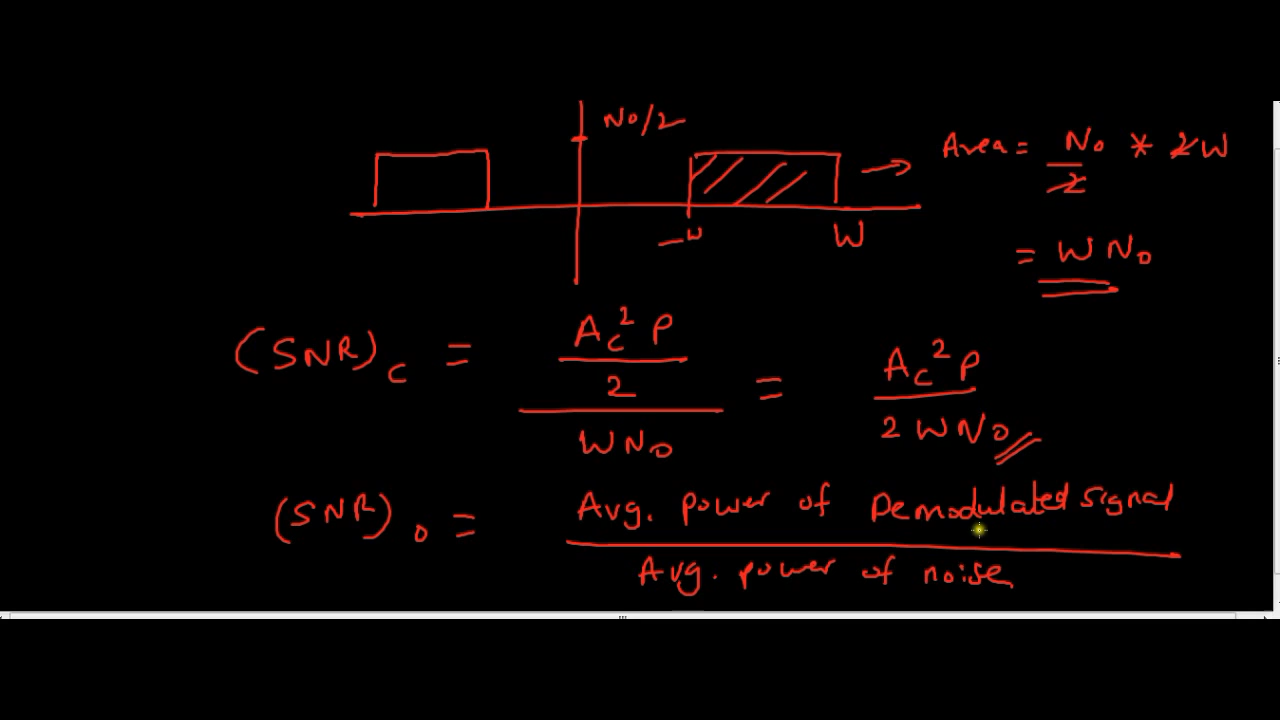 No/2
Area = No/2 * 2W
-W W
= WNo
(SNR)c = Ac²P/2 / WNo = Ac²P / 2WNo
(SNR)o = Avg. power of Demodulated signal
Avg. power of noise